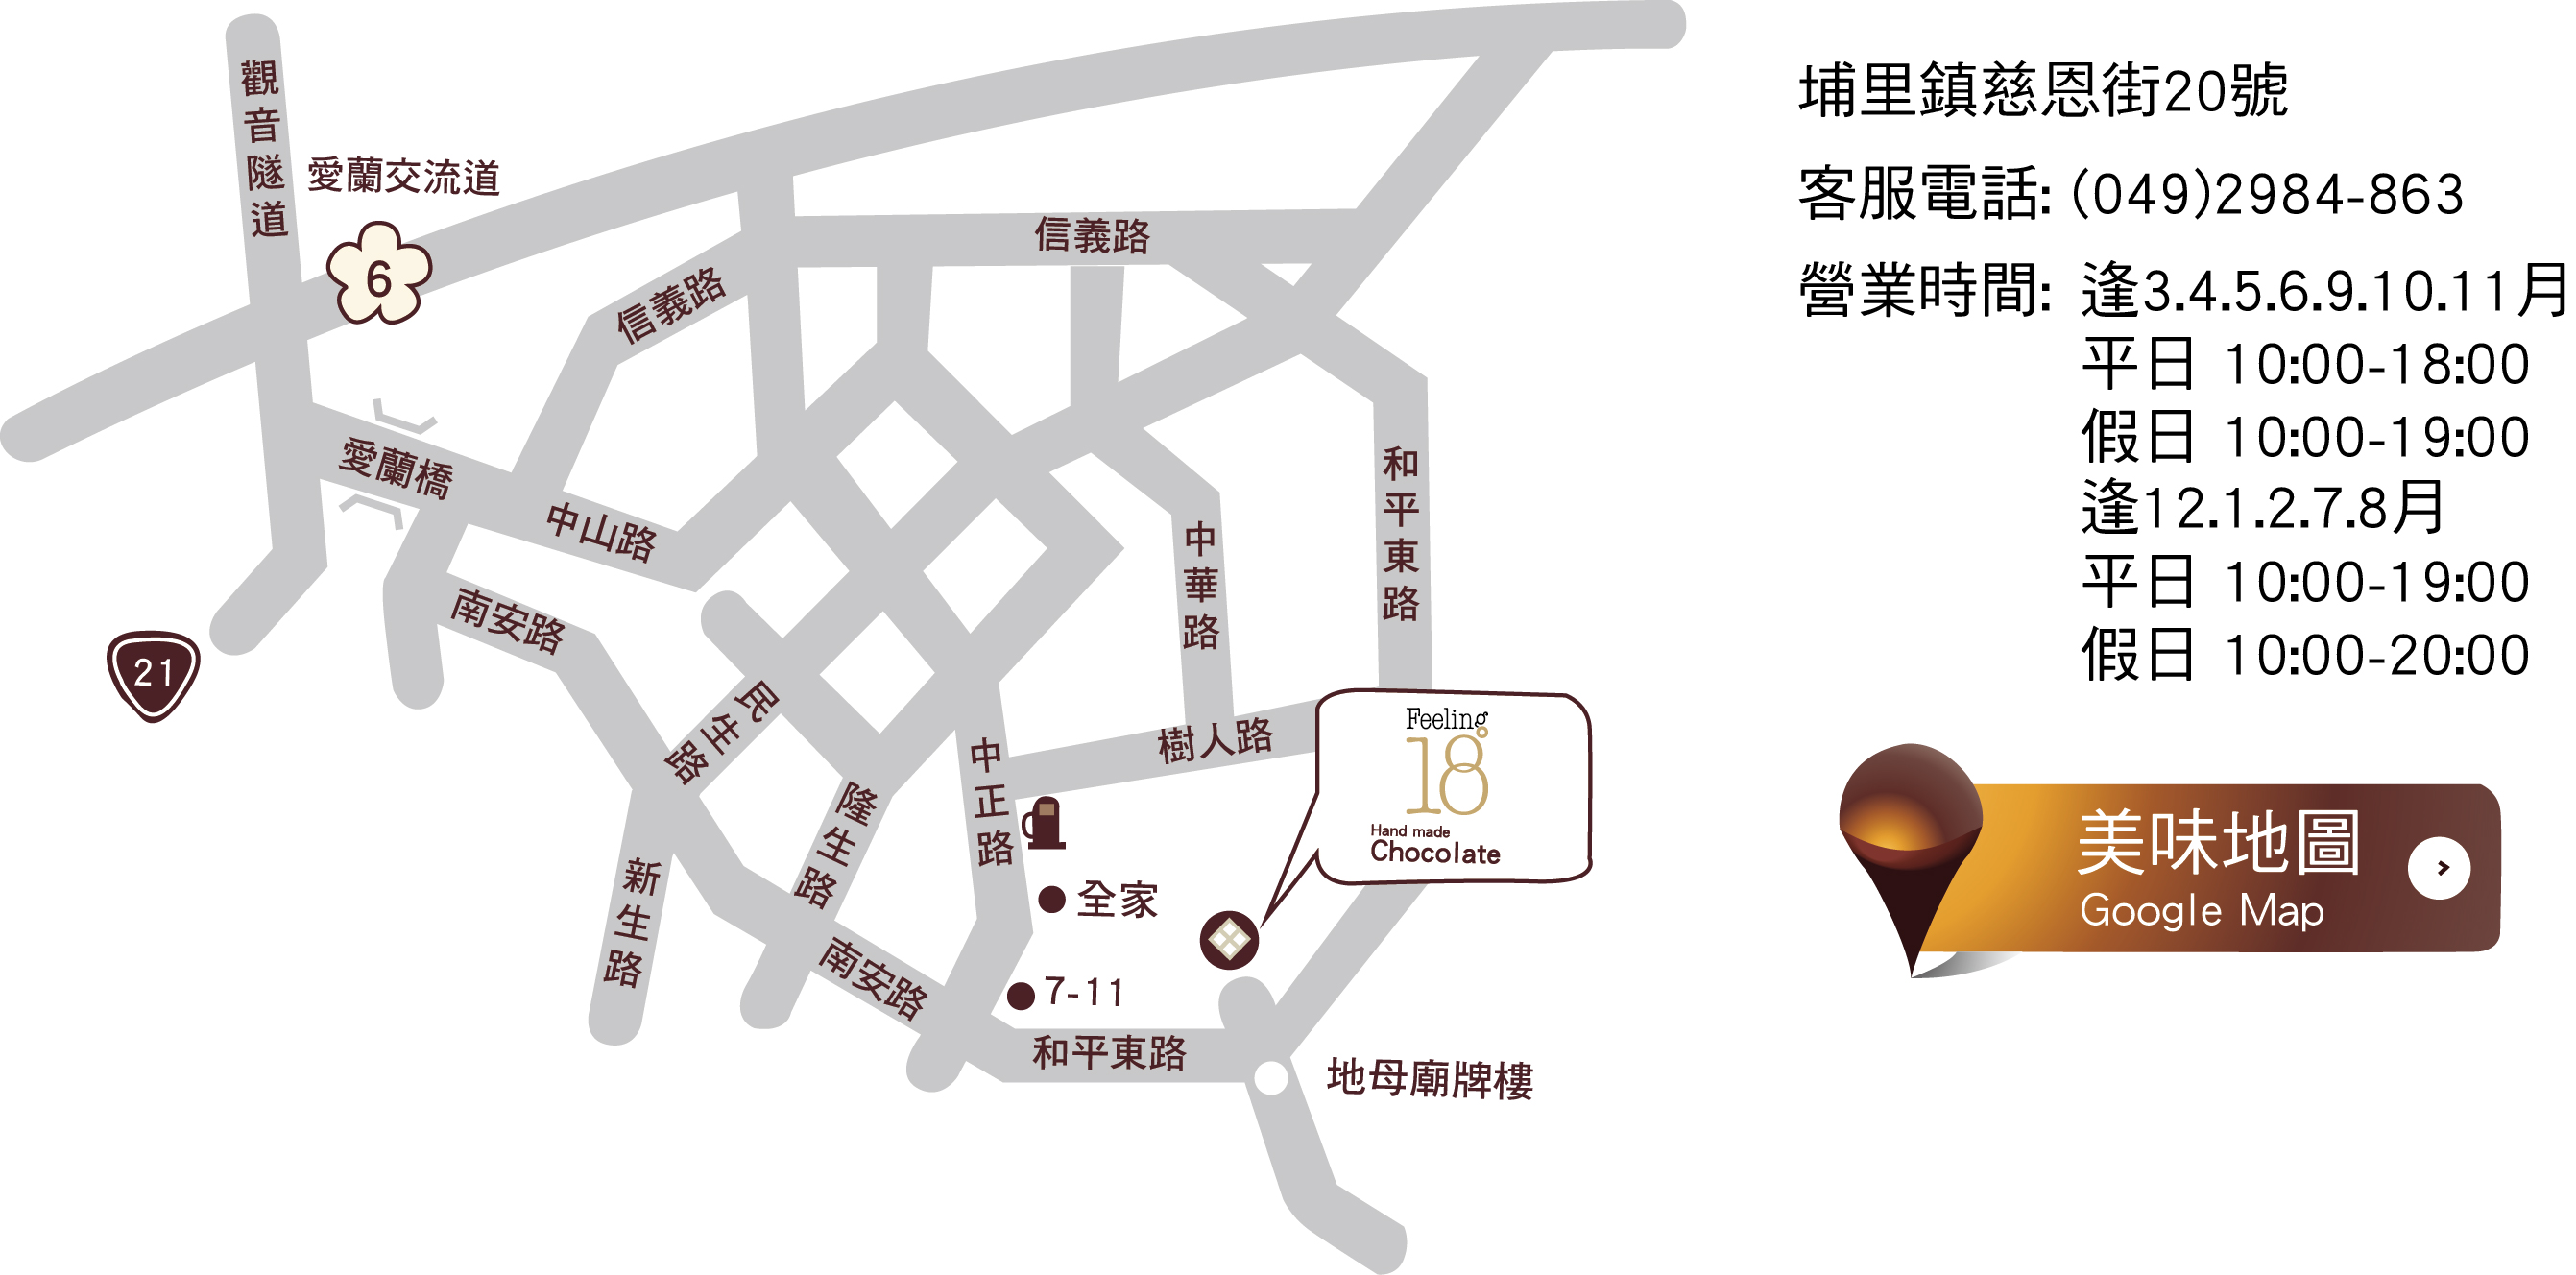 觀音隧道
愛蘭交流道
6
信義路
信義路
愛蘭橋
中山路
南安路
21
和平東路
中華路
民生路
樹人路
中正路
隆生路
新生路
Feeling
18°
Hand made
Chocolate
全家
7-11
南安路
和平東路
地母廟牌樓
埔里鎮慈恩街20號
客服電話: (049)2984-863
營業時間: 逢3.4.5.6.9.10.11月
平日 10:00-18:00
假日 10:00-19:00
逢12.1.2.7.8月
平日 10:00-19:00
假日 10:00-20:00
美味地圖
Google Map